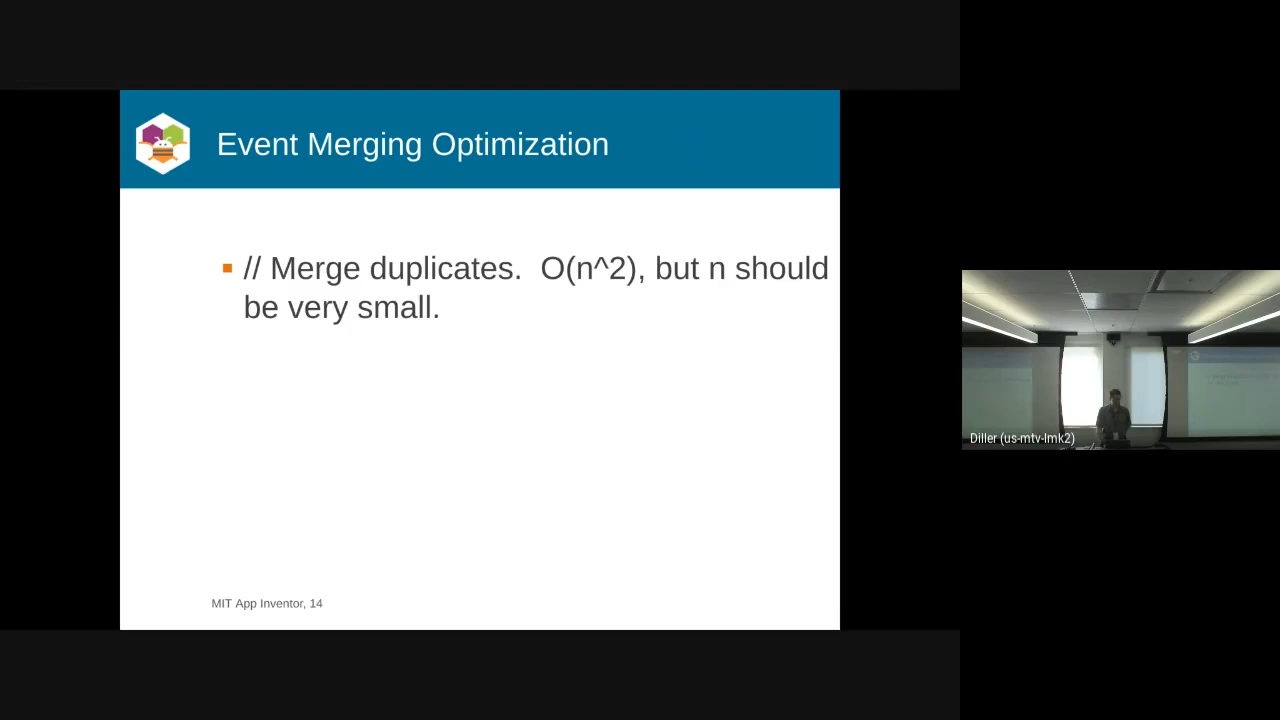 Event Merging Optimization
// Merge duplicates.  O(n^2), but n should
be very small.
MIT App Inventor, 14
Diller (us-mtv-lmk2)